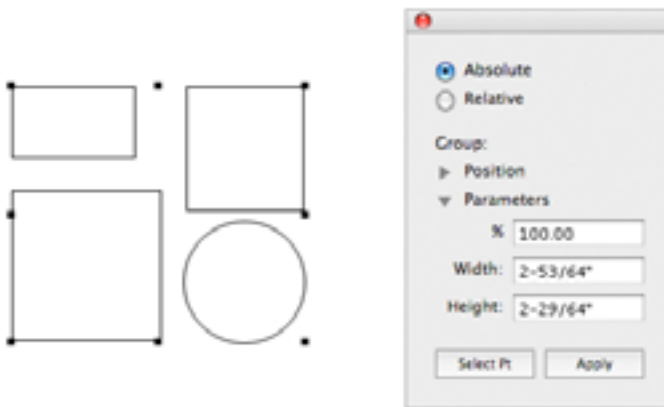 Absolute
Relative
Group:
Position
Parameters
% 100.00
Width: 2-53/64"
Height: 2-29/64"
Select Pt Apply